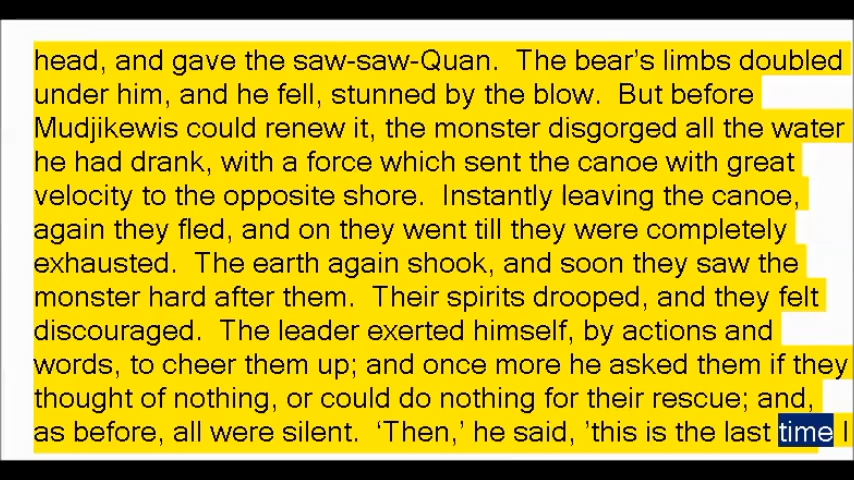 head, and gave the saw-saw-Quan.  The bear's limbs doubled
under him, and he fell, stunned by the blow.  But before
Mudjikewis could renew it, the monster disgorged all the water
he had drank, with a force which sent the canoe with great
velocity to the opposite shore.  Instantly leaving the canoe,
again they fled, and on they went till they were completely
exhausted.  The earth again shook, and soon they saw the
monster hard after them.  Their spirits drooped, and they felt
discouraged.  The leader exerted himself, by actions and
words, to cheer them up; and once more he asked them if they
thought of nothing, or could do nothing for their rescue; and,
as before, all were silent.  ‘Then,’ he said, ’this is the last time I